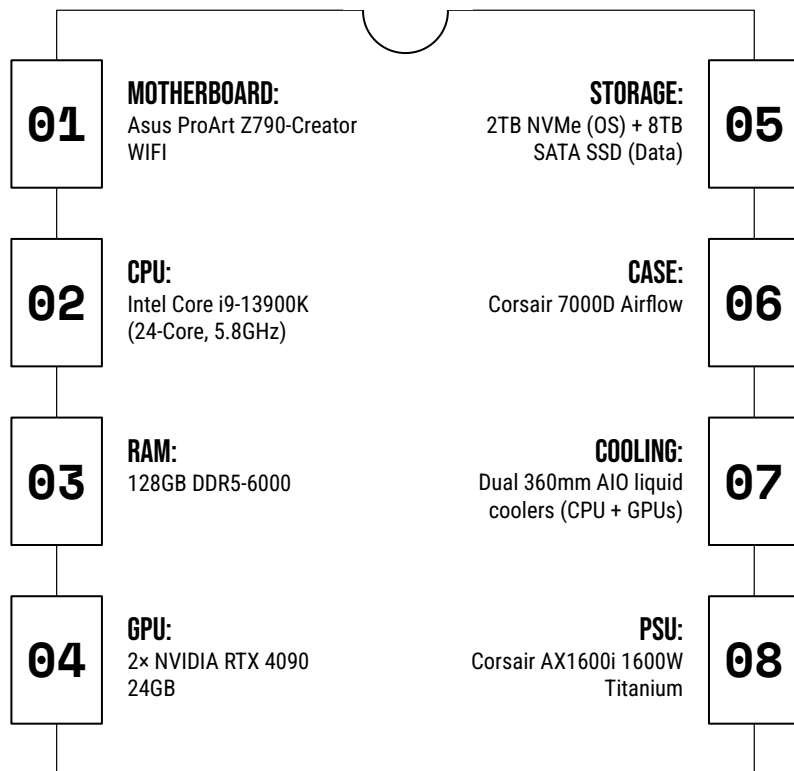 01
MOTHERBOARD:
Asus ProArt Z790-Creator
WIFI
02
CPU:
Intel Core i9-13900K
(24-Core, 5.8GHz)
03
RAM:
128GB DDR5-6000
04
GPU:
2× NVIDIA RTX 4090
24GB
05
STORAGE:
2TB NVMe (OS) + 8TB
SATA SSD (Data)
06
CASE:
Corsair 7000D Airflow
07
COOLING:
Dual 360mm AIO liquid
coolers (CPU + GPUs)
08
PSU:
Corsair AX1600i 1600W
Titanium